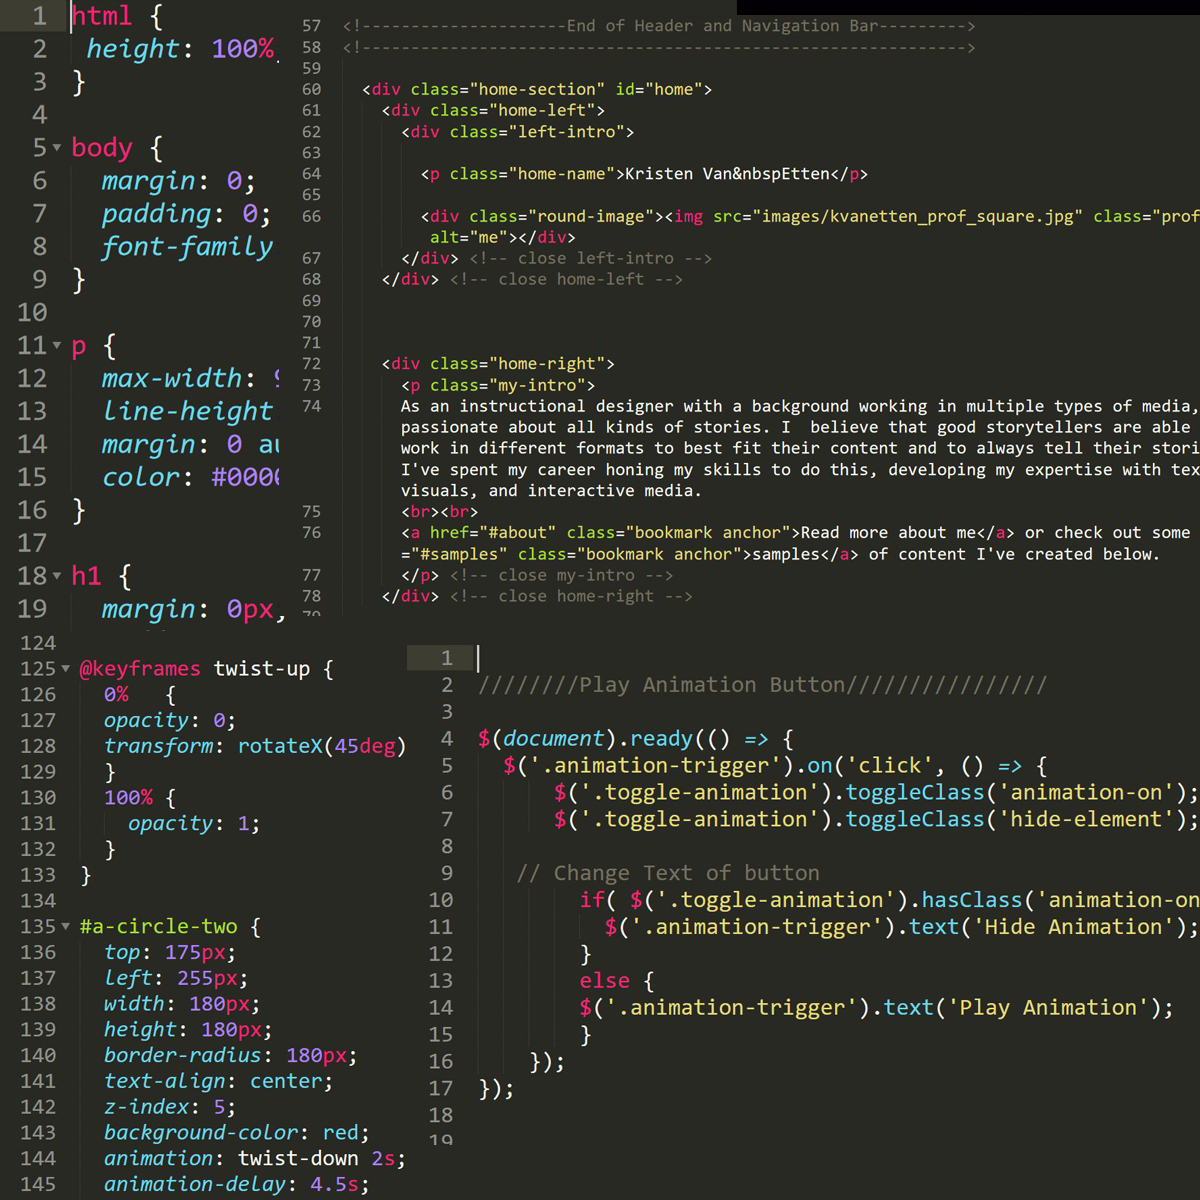 1 html {
2 height: 100%;
3 }
4
5 body {
6 margin: 0;
7 padding: 0;
8 font-family
9 }
10
11 p {
12 max-width:
13 line-height
14 margin: 0
15 color: #000
16 }
17
18 h1 {
19 margin: 0px,
57 <!---------------------End of Header and Navigation Bar--------->
58 <!-------------------------------------------------------------->
59
60 <div class="home-section" id="home">
61 <div class="home-left">
62 <div class="left-intro">
63
64 <p class="home-name">Kristen Van&nbspEtten</p>
65
66 <div class="round-image"><img src="images/kvanetten_prof_square.jpg" class="prof
alt="me"></div>
67 </div> <!-- close left-intro -->
68 </div> <!-- close home-left -->
69
70
71
72 <div class="home-right">
73 <p class="my-intro">
74 As an instructional designer with a background working in multiple types of media,
passionate about all kinds of stories. I  believe that good storytellers are able
work in different formats to best fit their content and to always tell their stori
I've spent my career honing my skills to do this, developing my expertise with tex
visuals, and interactive media.
75 <br><br>
76 <a href="#about" class="bookmark anchor">Read more about me</a> or check out some
="#samples" class="bookmark anchor">samples</a> of content I've created below.
77 </p> <!-- close my-intro -->
78 </div> <!-- close home-right -->
124
125 @keyframes twist-up {
126 0% {
127 opacity: 0;
128 transform: rotateX(45deg)
129 }
130 100% {
131 opacity: 1;
132 }
133 }
134
135 #a-circle-two {
136 top: 175px;
137 left: 255px;
138 width: 180px;
139 height: 180px;
140 border-radius: 180px;
141 text-align: center;
142 z-index: 5;
143 background-color: red;
144 animation: twist-down 2s;
145 animation-delay: 4.5s;
1
2 ////////Play Animation Button////////////////
3
4 $(document).ready(() => {
5 $('.animation-trigger').on('click', () => {
6 $('.toggle-animation').toggleClass('animation-on');
7 $('.toggle-animation').toggleClass('hide-element');
8
9 // Change Text of button
10 if( $('.toggle-animation').hasClass('animation-on
11 $('.animation-trigger').text('Hide Animation');
12 }
13 else {
14 $('.animation-trigger').text('Play Animation');
15 }
16 });
17 });
18
19